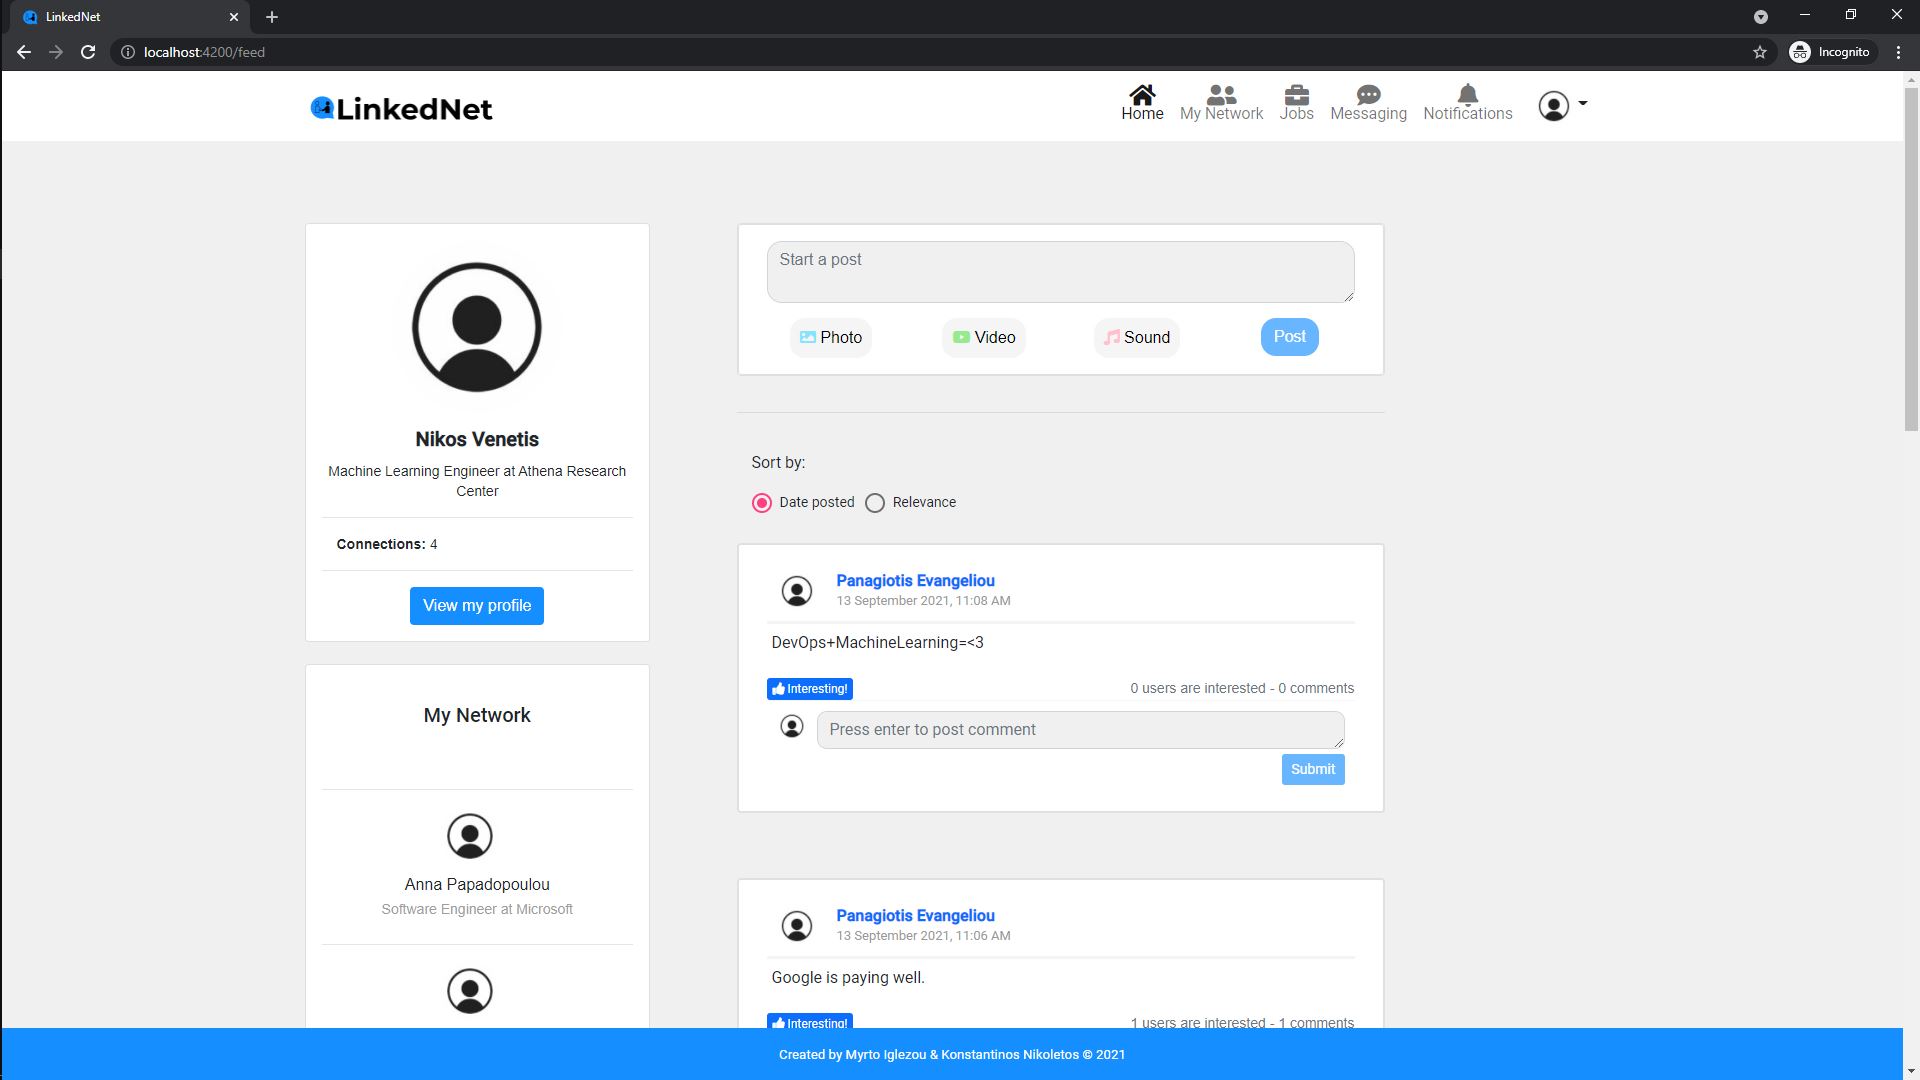 LinkedNet
localhost:4200/feed
Incognito
LinkedNet
Home
My Network
Jobs
Messaging
Notifications
Nikos Venetis
Machine Learning Engineer at Athena Research
Center
Connections: 4
View my profile
My Network
Anna Papadopoulou
Software Engineer at Microsoft
Start a post
Photo
Video
Sound
Post
Sort by:
Date posted
Relevance
Panagiotis Evangeliou
13 September 2021, 11:08 AM
DevOps+MachineLearning=<3
Interesting!
0 users are interested - 0 comments
Press enter to post comment
Submit
Panagiotis Evangeliou
13 September 2021, 11:06 AM
Google is paying well.
Interesting!
1 users are interested - 1 comments
Created by Myrto Iglezou & Konstantinos Nikoletos © 2021